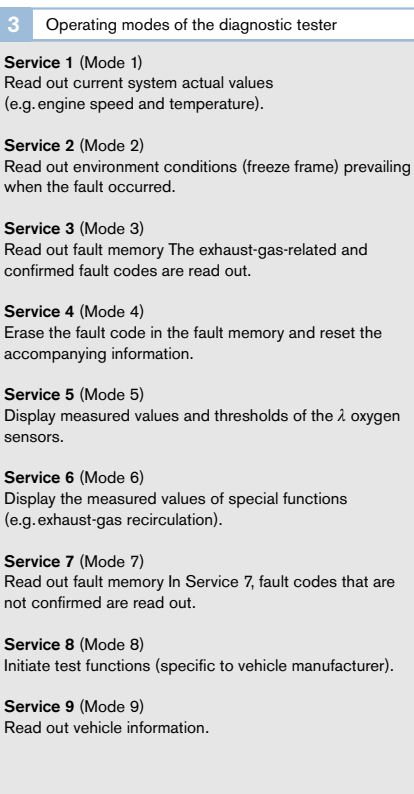 3 Operating modes of the diagnostic tester
Service 1 (Mode 1)
Read out current system actual values
(e.g. engine speed and temperature).
Service 2 (Mode 2)
Read out environment conditions (freeze frame) prevailing
when the fault occurred.
Service 3 (Mode 3)
Read out fault memory The exhaust-gas-related and
confirmed fault codes are read out.
Service 4 (Mode 4)
Erase the fault code in the fault memory and reset the
accompanying information.
Service 5 (Mode 5)
Display measured values and thresholds of the λ oxygen
sensors.
Service 6 (Mode 6)
Display the measured values of special functions
(e.g. exhaust-gas recirculation).
Service 7 (Mode 7)
Read out fault memory In Service 7, fault codes that are
not confirmed are read out.
Service 8 (Mode 8)
Initiate test functions (specific to vehicle manufacturer).
Service 9 (Mode 9)
Read out vehicle information.